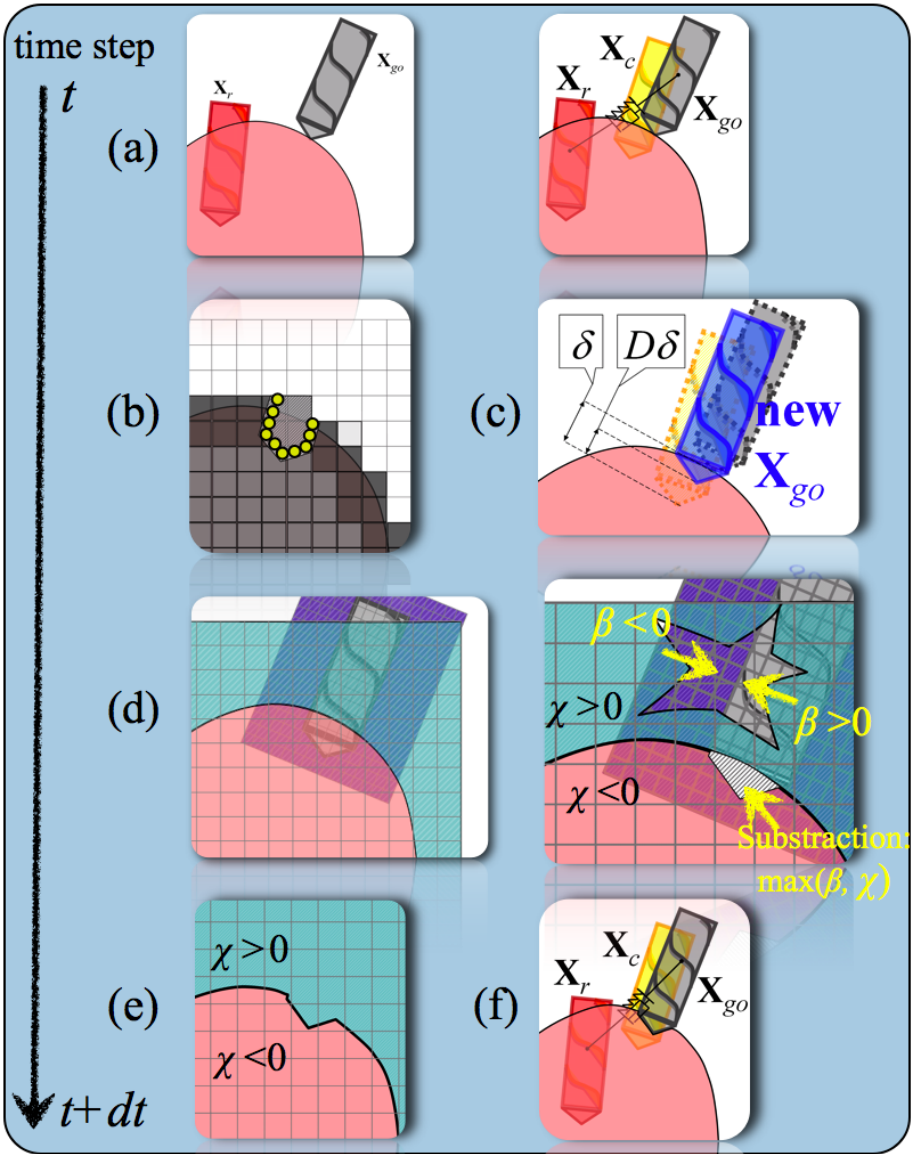 time step
t
(a)
X_r
X_go
X_c
X_r
X_go
(b)
(c)
δ
Dδ
new
X_go
(d)
β < 0
χ > 0
β > 0
χ < 0
Substraction:
max(β, χ)
(e)
χ > 0
χ < 0
(f)
X_c
X_r
X_go
t + dt